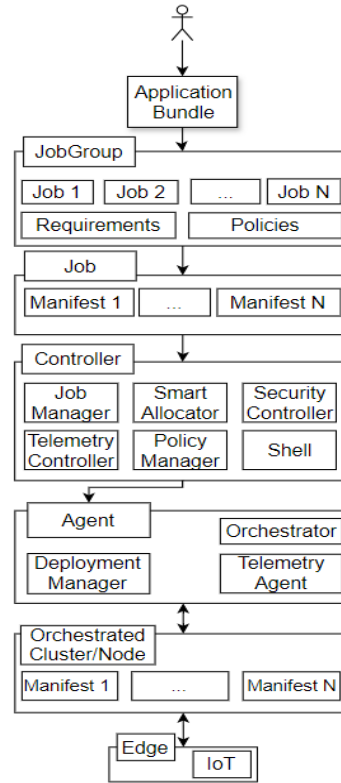 Application
Bundle
JobGroup
Job 1
Job 2
...
Job N
Requirements
Policies
Job
Manifest 1
...
Manifest N
Controller
Job
Manager
Smart
Allocator
Security
Controller
Telemetry
Controller
Policy
Manager
Shell
Agent
Orchestrator
Deployment
Manager
Telemetry
Agent
Orchestrated
Cluster/Node
Manifest 1
...
Manifest N
Edge
IoT